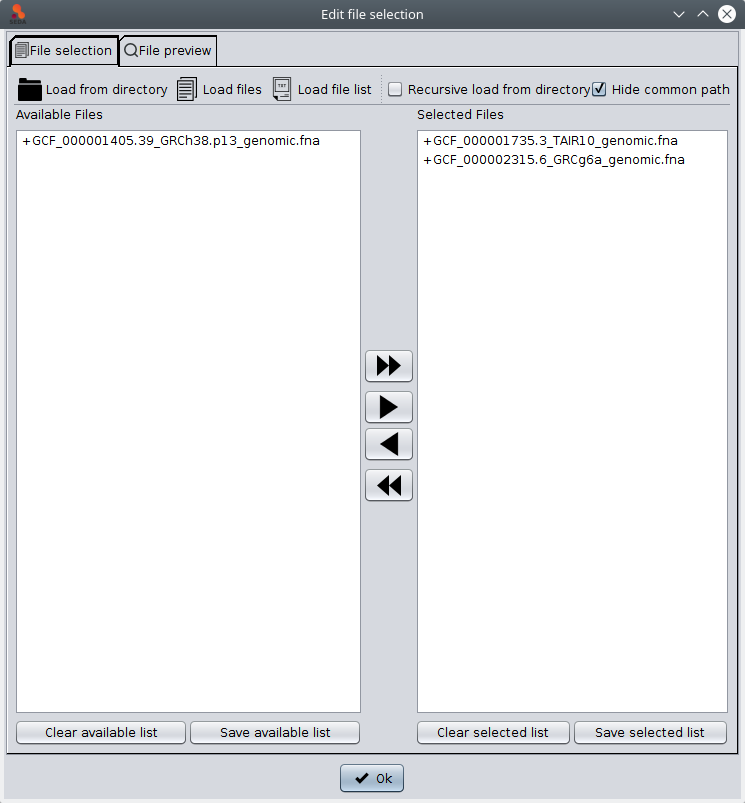 Edit file selection
File selection
File preview
Load from directory
Load files
Load file list
Recursive load from directory
Hide common path
Available Files
+GCF_000001405.39_GRCh38.p13_genomic.fna
Selected Files
+GCF_000001735.3_TAIR10_genomic.fna
+GCF_000002315.6_GRCg6a_genomic.fna
Clear available list
Save available list
Clear selected list
Save selected list
Ok